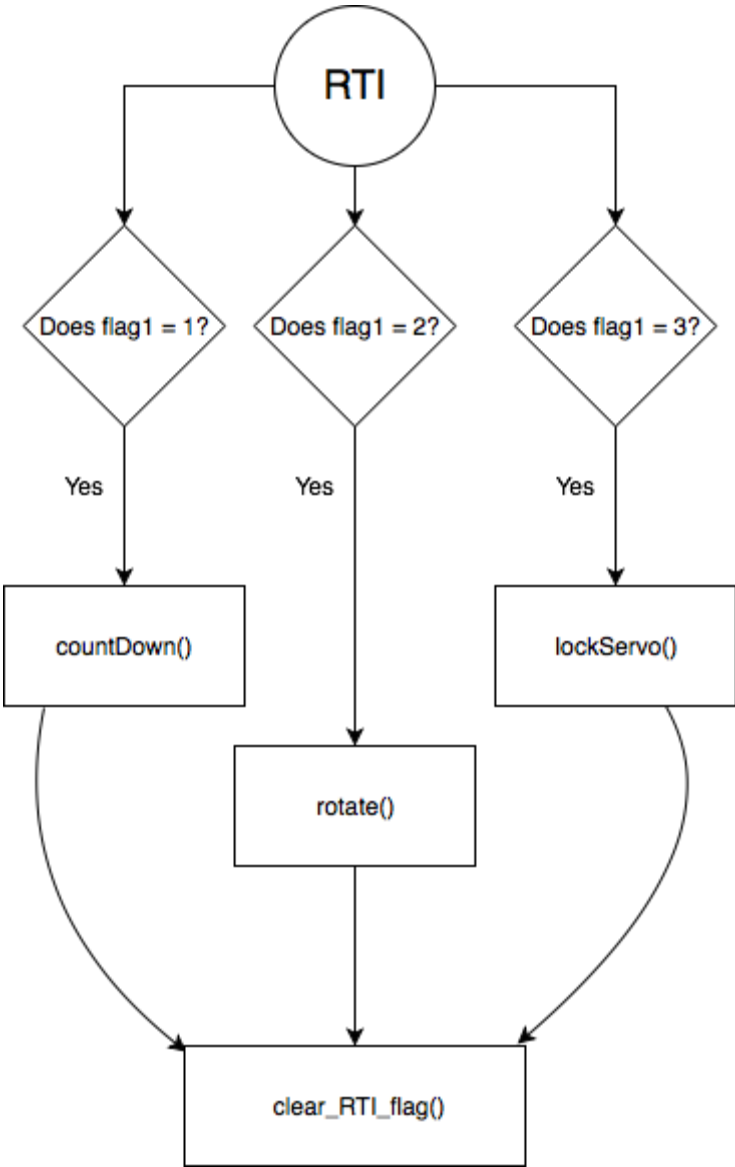 RTI
Does flag1 = 1?
Does flag1 = 2?
Does flag1 = 3?
Yes
Yes
Yes
countDown()
lockServo()
rotate()
clear_RTI_flag()